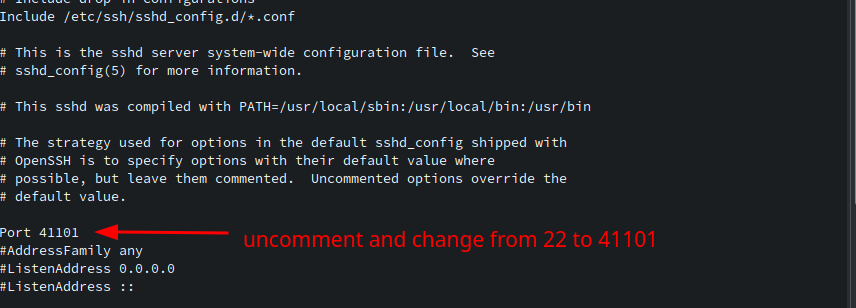 # Include drop-in configurations
Include /etc/ssh/sshd_config.d/*.conf
# This is the sshd server system-wide configuration file.  See
# sshd_config(5) for more information.
# This sshd was compiled with PATH=/usr/local/sbin:/usr/local/bin:/usr/bin
# The strategy used for options in the default sshd_config shipped with
# OpenSSH is to specify options with their default value where
# possible, but leave them commented.  Uncommented options override the
# default value.
Port 41101
uncomment and change from 22 to 41101
#AddressFamily any
#ListenAddress 0.0.0.0
#ListenAddress ::